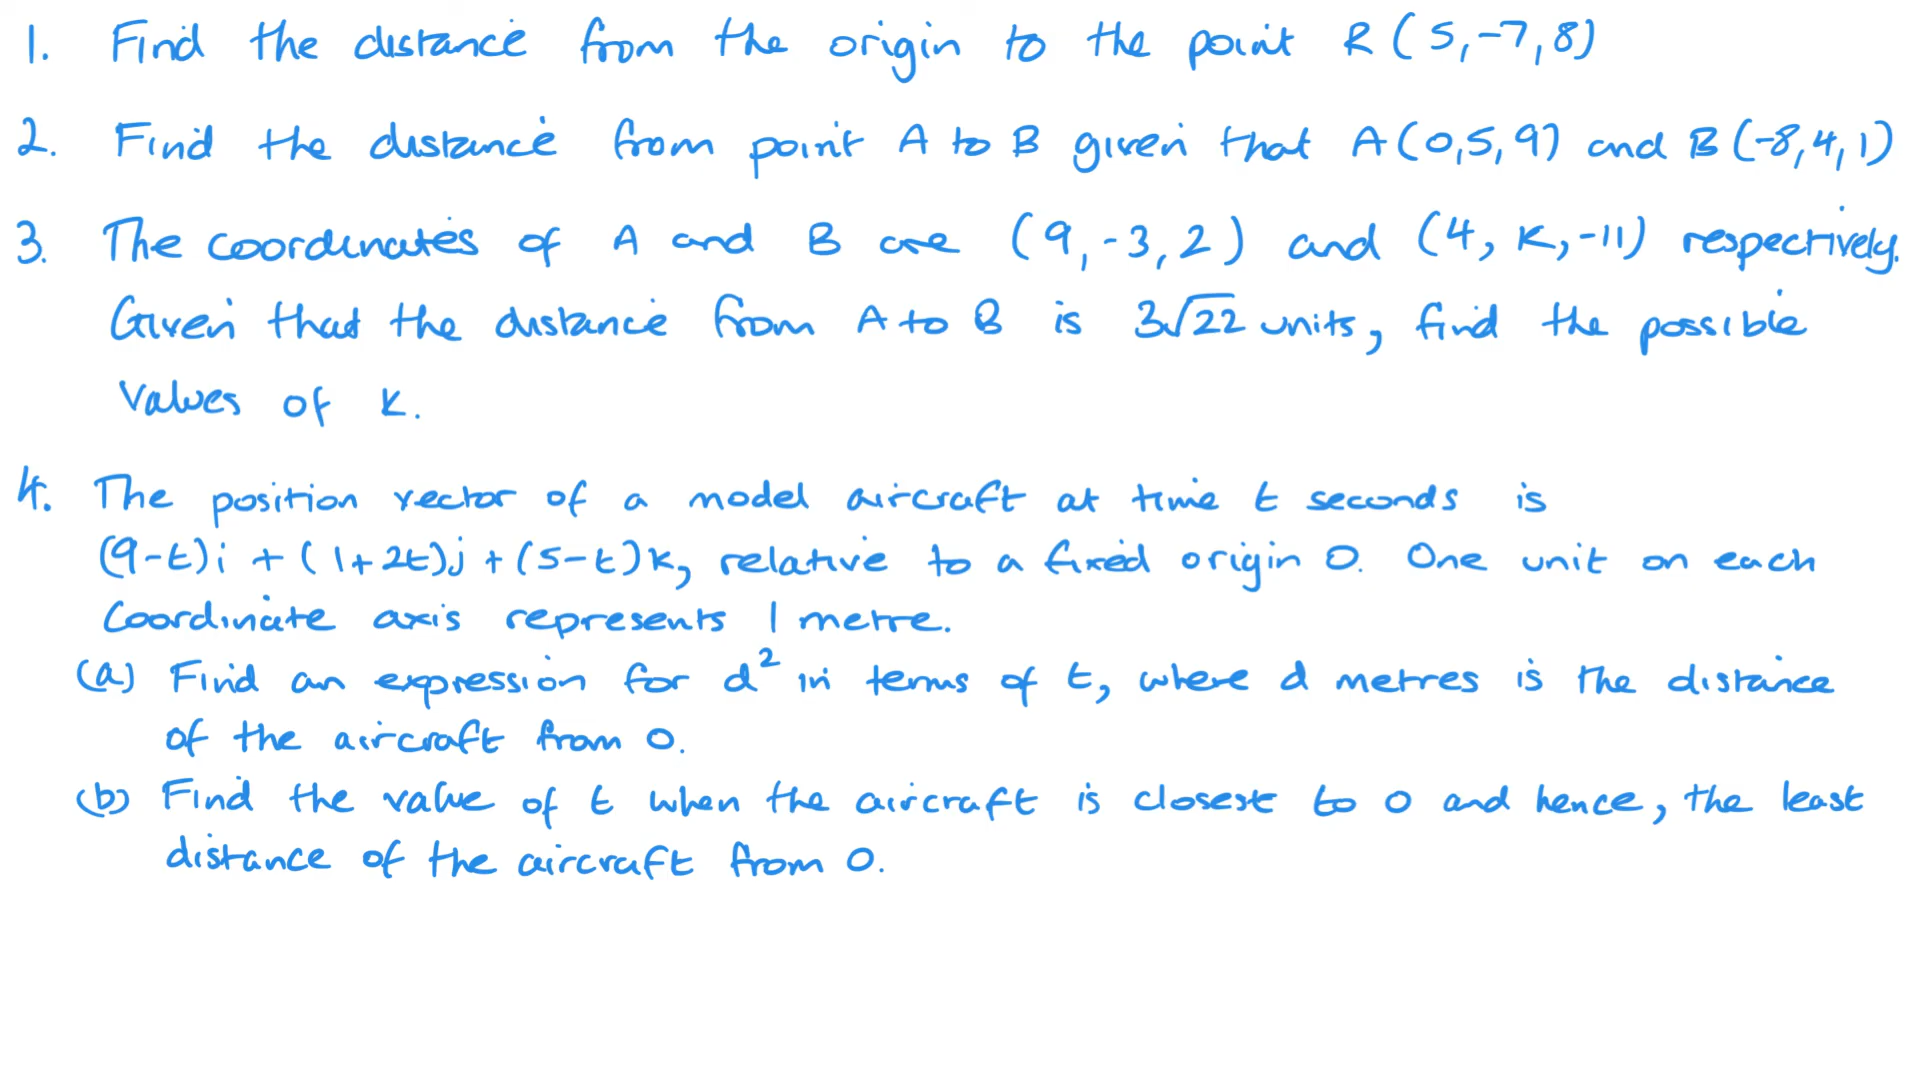 1. Find the distance from the origin to the point R(5,-7,8)
2. Find the distance from point A to B given that A(0,5,9) and B(-8,4,1)
3. The coordinates of A and B are (9,-3,2) and (4, k,-11) respectively.
Given that the distance from A to B is 3√22 units, find the possible
values of k.
4. The position vector of a model aircraft at time t seconds is
(9-t)i + (1+2t)j + (5-t)k, relative to a fixed origin O. One unit on each
coordinate axis represents 1 metre.
(a) Find an expression for d² in terms of t, where d metres is the distance
of the aircraft from O.
(b) Find the value of t when the aircraft is closest to O and hence, the least
distance of the aircraft from O.